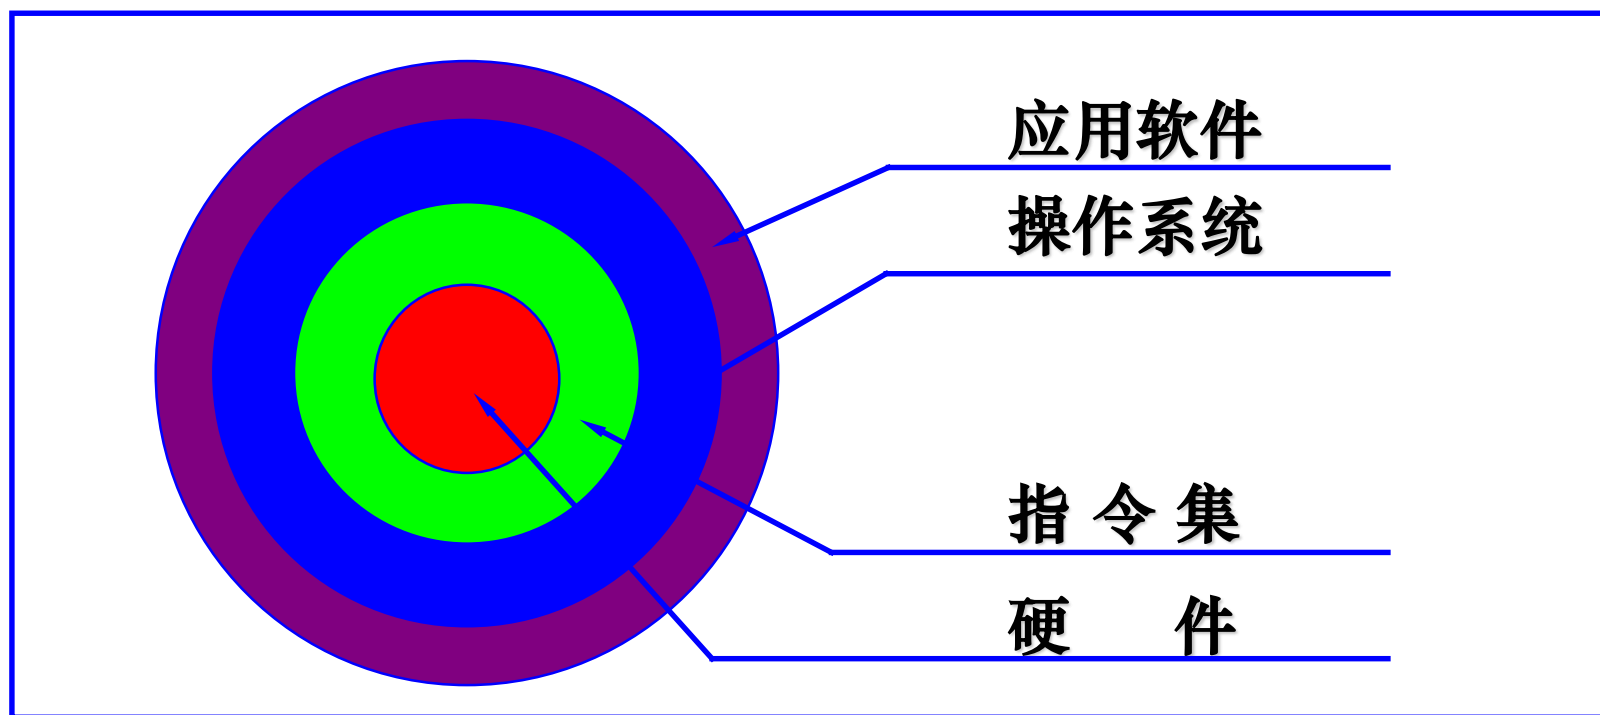 应用软件
操作系统
指 令 集
硬 件